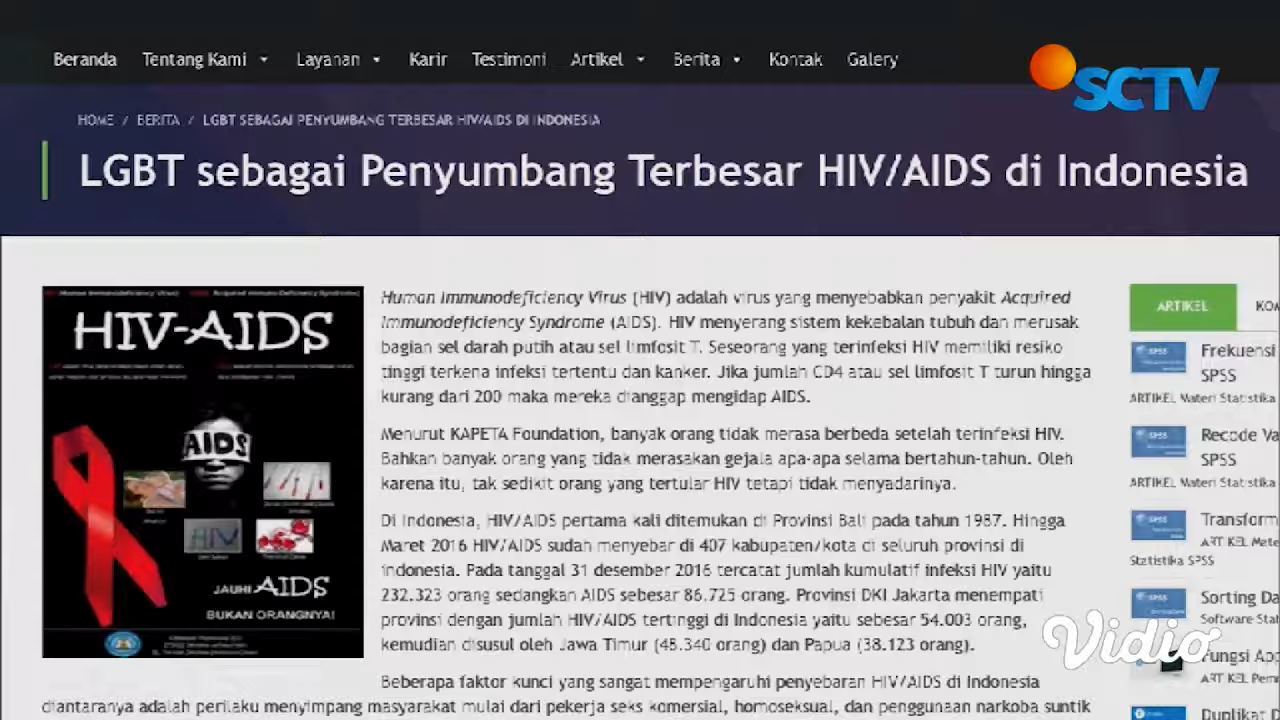 Beranda Tentang Kami Layanan Karir Testimoni Artikel Berita Kontak Galery
SCTV
HOME / BERITA / LGBT SEBAGAI PENYUMBANG TERBESAR HIV/AIDS DI INDONESIA
LGBT sebagai Penyumbang Terbesar HIV/AIDS di Indonesia
HIV-AIDS
AIDS
HIV
JAUHI AIDS
BUKAN ORANGNYA!
Human Immunodeficiency Virus (HIV) adalah virus yang menyebabkan penyakit Acquired
Immunodeficiency Syndrome (AIDS). HIV menyerang sistem kekebalan tubuh dan merusak
bagian sel darah putih atau sel limfosit T. Seseorang yang terinfeksi HIV memiliki resiko
tinggi terkena infeksi tertentu dan kanker. Jika jumlah CD4 atau sel limfosit T turun hingga
kurang dari 200 maka mereka dianggap mengidap AIDS.
Menurut KAPETA Foundation, banyak orang tidak merasa berbeda setelah terinfeksi HIV.
Bahkan banyak orang yang tidak merasakan gejala apa-apa selama bertahun-tahun. Oleh
karena itu, tak sedikit orang yang tertular HIV tetapi tidak menyadarinya.
Di Indonesia, HIV/AIDS pertama kali ditemukan di Provinsi Bali pada tahun 1987. Hingga
Maret 2016 HIV/AIDS sudah menyebar di 407 kabupaten/kota di seluruh provinsi di
Indonesia. Pada tanggal 31 desember 2016 tercatat jumlah kumulatif infeksi HIV yaitu
232.323 orang sedangkan AIDS sebesar 86.725 orang. Provinsi DKI Jakarta menempati
provinsi dengan jumlah HIV/AIDS tertinggi di Indonesia yaitu sebesar 54.003 orang,
kemudian disusul oleh Jawa Timur (48.340 orang) dan Papua (38.123 orang).
Beberapa faktor kunci yang sangat mempengaruhi penyebaran HIV/AIDS di Indonesia
diantaranya adalah perilaku menyimpang masyarakat mulai dari pekerja seks komersial, homoseksual, dan penggunaan narkoba suntik
ARTIKEL KO
Frekuensi
SPSS
ARTIKEL Materi Statistika
Recode Va
SPSS
ARTIKEL Materi Statistika
Transform
ARTIKEL Mate
Statistika SPSS
Sorting Da
Software Stat
Vidio
Fungsi App
ARTIKEL Pem
Duplikat D